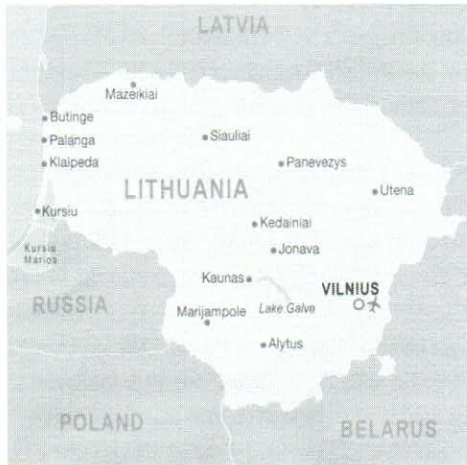 LATVIA
Mazeikiai
Butinge
Palanga
Siauliai
Klaipeda
Panevezys
LITHUANIA
Utena
Kursiu
Kedainiai
Kursiu
Marios
Jonava
Kaunas
VILNIUS
RUSSIA
Lake Galve
Marijampole
Alytus
POLAND
BELARUS